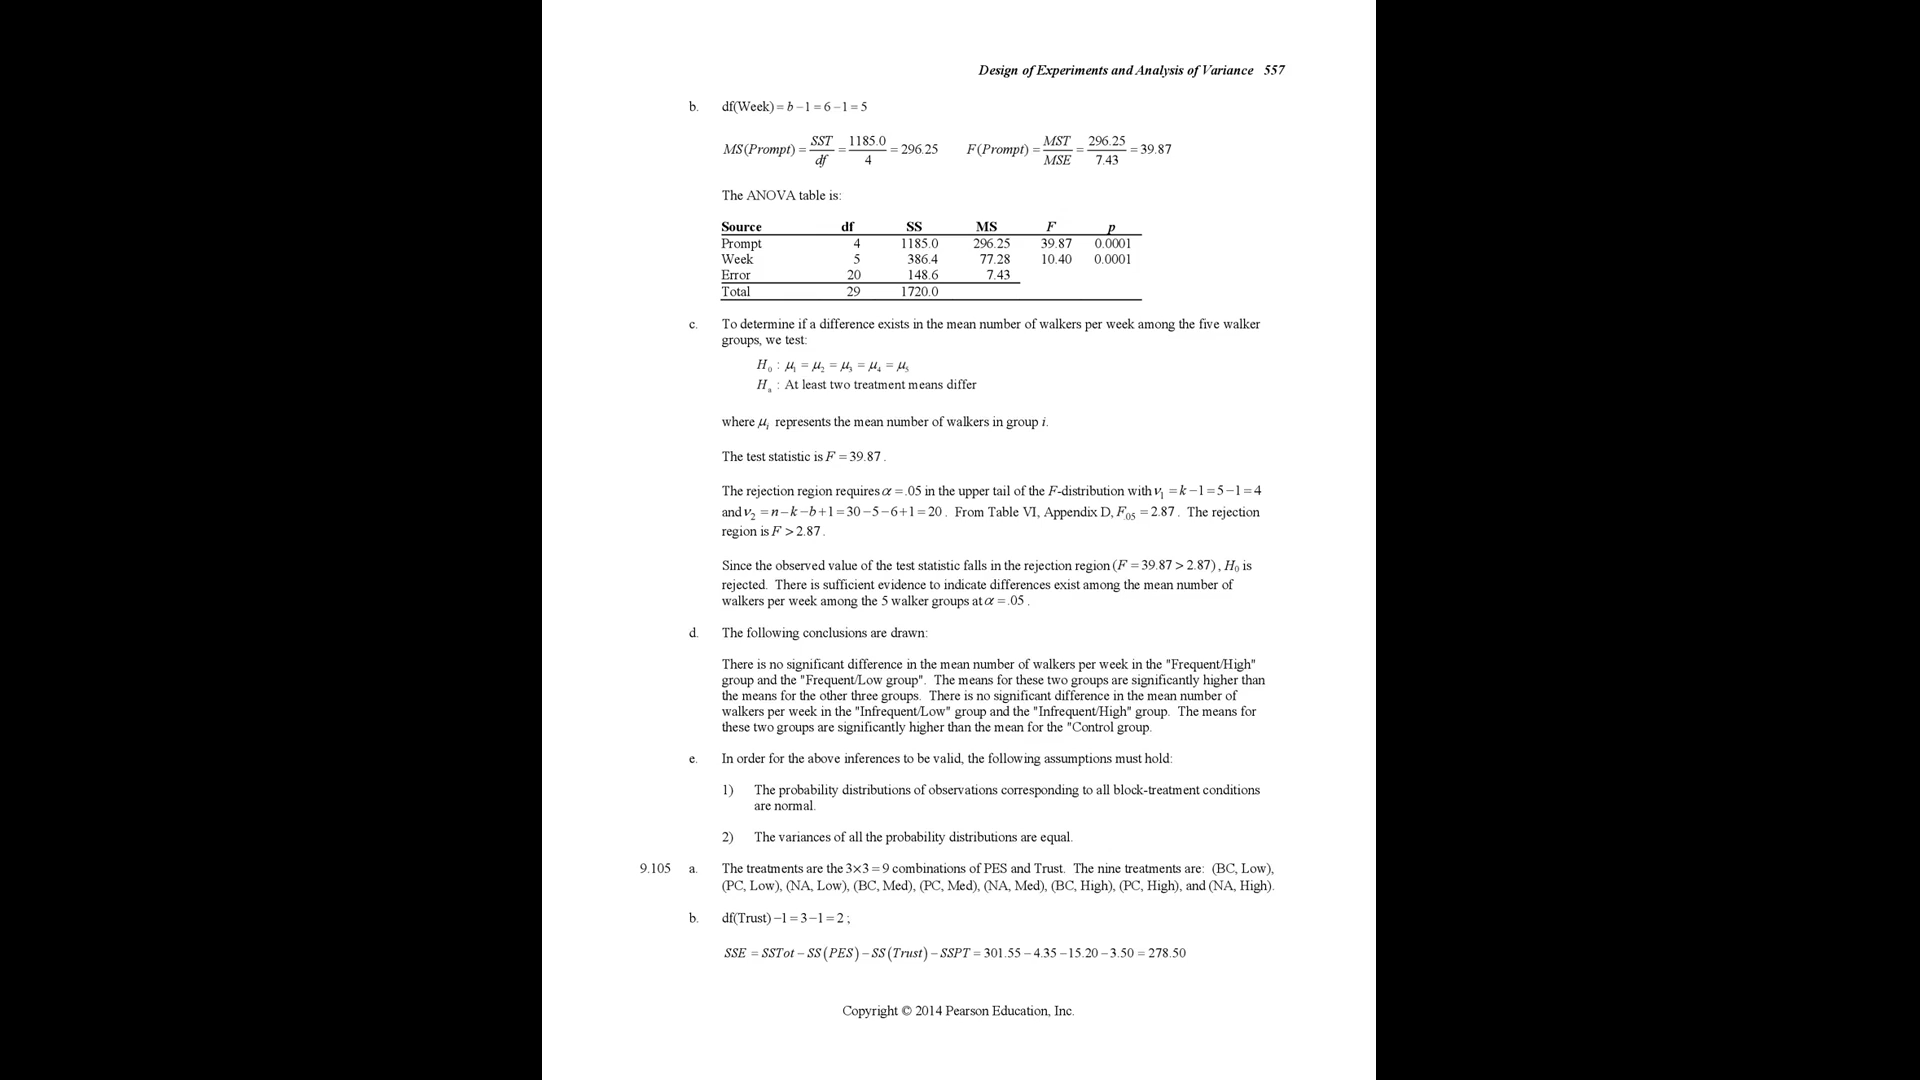 Design of Experiments and Analysis of Variance 557
b. df(Week) = b − 1 = 6 − 1 = 5
MS(Prompt) = SST/df = 1185.0/4 = 296.25 F(Prompt) = MST/MSE = 296.25/7.43 = 39.87
The ANOVA table is:
Source df SS MS F p
Prompt 4 1185.0 296.25 39.87 0.0001
Week 5 386.4 77.28 10.40 0.0001
Error 20 148.6 7.43
Total 29 1720.0
c. To determine if a difference exists in the mean number of walkers per week among the five walker
groups, we test:
H₀ : μ₁ = μ₂ = μ₃ = μ₄ = μ₅
Hₐ : At least two treatment means differ
where μᵢ represents the mean number of walkers in group i.
The test statistic is F = 39.87.
The rejection region requires α = .05 in the upper tail of the F-distribution with ν₁ = k − 1 = 5 − 1 = 4
and ν₂ = n − k − b + 1 = 30 − 5 − 6 + 1 = 20. From Table VI, Appendix D, F₀₅ = 2.87. The rejection
region is F > 2.87.
Since the observed value of the test statistic falls in the rejection region (F = 39.87 > 2.87), H₀ is
rejected. There is sufficient evidence to indicate differences exist among the mean number of
walkers per week among the 5 walker groups at α = .05.
d. The following conclusions are drawn:
There is no significant difference in the mean number of walkers per week in the "Frequent/High"
group and the "Frequent/Low group". The means for these two groups are significantly higher than
the means for the other three groups. There is no significant difference in the mean number of
walkers per week in the "Infrequent/Low" group and the "Infrequent/High" group. The means for
these two groups are significantly higher than the mean for the "Control group.
e. In order for the above inferences to be valid, the following assumptions must hold:
1) The probability distributions of observations corresponding to all block-treatment conditions
are normal.
2) The variances of all the probability distributions are equal.
9.105 a. The treatments are the 3×3 = 9 combinations of PES and Trust. The nine treatments are: (BC, Low),
(PC, Low), (NA, Low), (BC, Med), (PC, Med), (NA, Med), (BC, High), (PC, High), and (NA, High).
b. df(Trust) −1 = 3 − 1 = 2;
SSE = SSTot − SS(PES) − SS(Trust) − SSPT = 301.55 − 4.35 − 15.20 − 3.50 = 278.50
Copyright © 2014 Pearson Education, Inc.